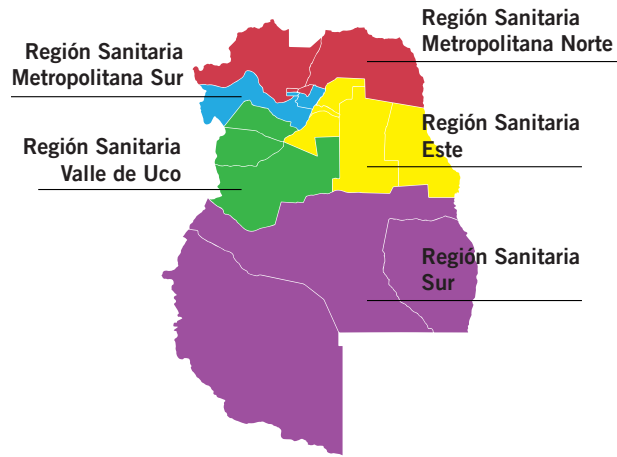 Región Sanitaria
Metropolitana Norte
Región Sanitaria
Metropolitana Sur
Región Sanitaria
Este
Región Sanitaria
Valle de Uco
Región Sanitaria
Sur